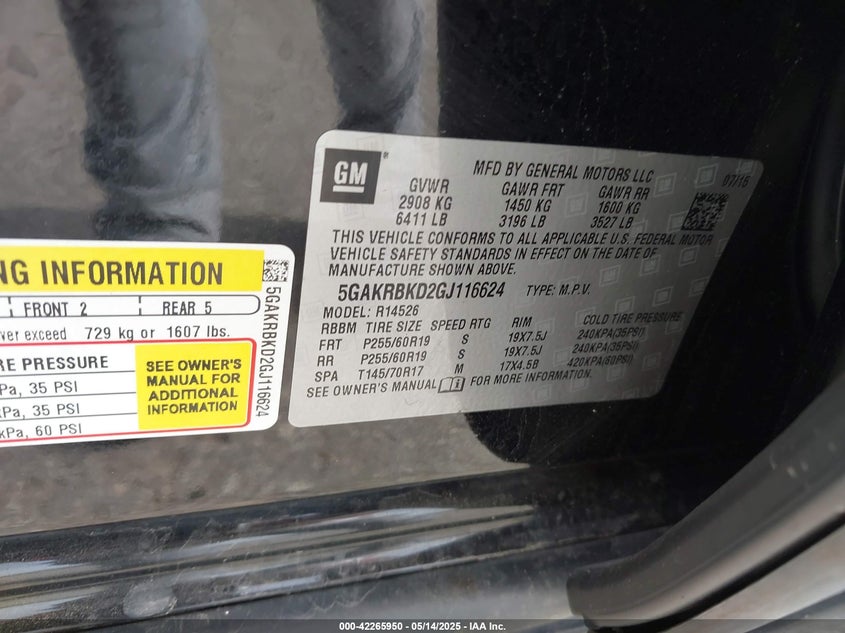 GM
MFD BY GENERAL MOTORS LLC
07/15
GVWR GAWR FRT GAWR RR
2908 KG 1450 KG 1600 KG
6411 LB 3196 LB 3527 LB
THIS VEHICLE CONFORMS TO ALL APPLICABLE U.S. FEDERAL MOTOR
VEHICLE SAFETY STANDARDS IN EFFECT ON THE DATE OF
MANUFACTURE SHOWN ABOVE.
5GAKRBKD2GJ116624 TYPE: M.P.V.
MODEL: R14526
RBBM TIRE SIZE SPEED RTG RIM COLD TIRE PRESSURE
FRT P255/60R19 S 19X7.5J 240KPA(35PSI)
RR P255/60R19 S 19X7.5J 240KPA(35PSI)
SPA T145/70R17 M 17X4.5B 420KPA(60PSI)
SEE OWNER'S MANUAL FOR MORE INFORMATION.
NG INFORMATION
FRONT 2 REAR 5
ver exceed 729 kg or 1607 lbs.
RE PRESSURE
Pa, 35 PSI
kPa, 35 PSI
kPa, 60 PSI
SEE OWNER'S
MANUAL FOR
ADDITIONAL
INFORMATION
5GAKRBKD2GJ116624
000-42265950 - 05/14/2025 - IAA Inc.